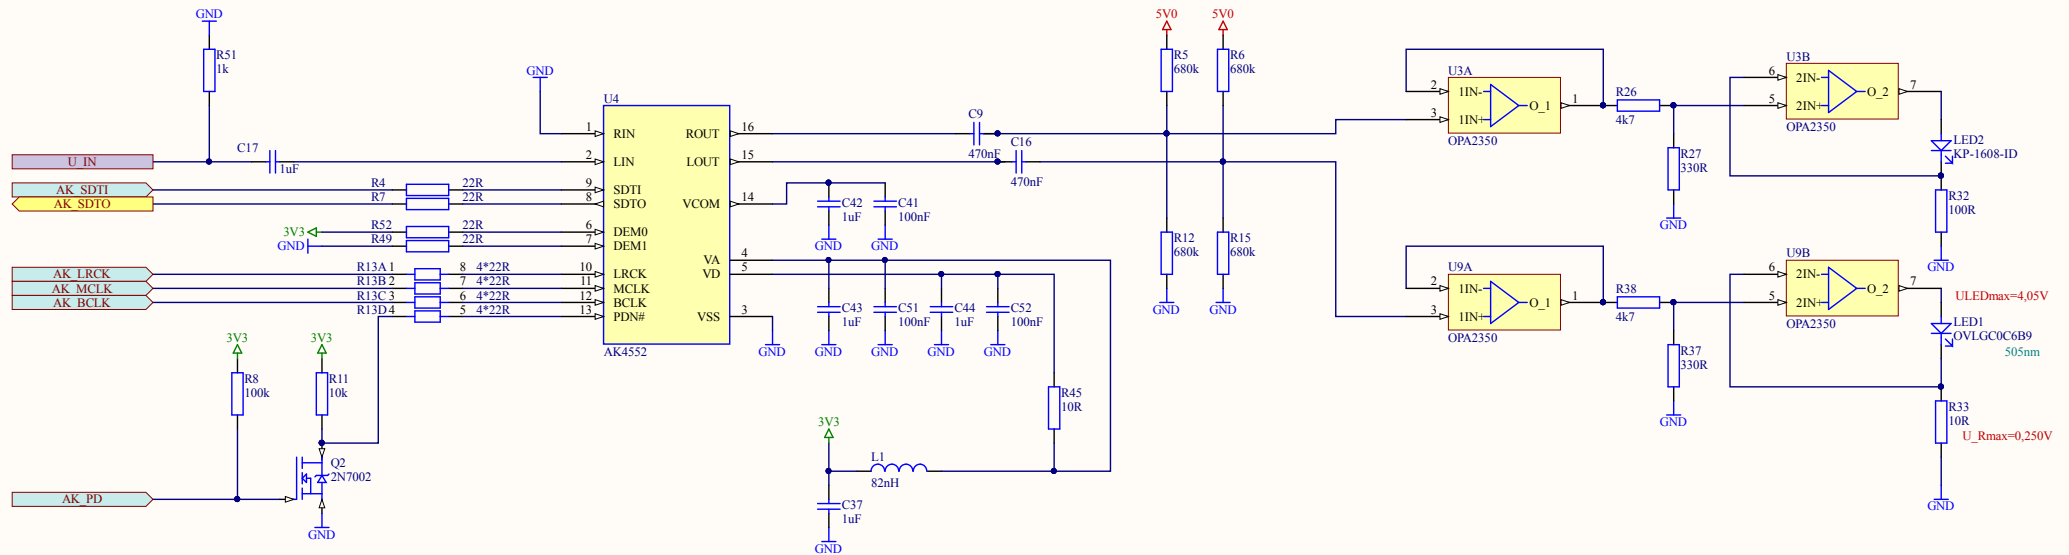 GND
R51
1k
GND
U_IN
C17
1uF
AK_SDTI
AK_SDTO
R4
22R
R7
22R
3V3
R52
22R
GND
R49
22R
AK_LRCK
AK_MCLK
AK_BCLK
R13A 1
8
4*22R
R13B 2
7
4*22R
R13C 3
6
4*22R
R13D 4
5
4*22R
U4
1
RIN
2
LIN
9
SDTI
8
SDTO
6
DEM0
7
DEM1
10
LRCK
11
MCLK
12
BCLK
13
PDN#
ROUT
16
LOUT
15
VCOM
14
VA
4
VD
5
VSS
3
AK4552
3V3
R8
100k
3V3
R11
10k
Q2
2N7002
AK_PD
GND
C9
470nF
C16
470nF
C42
1uF
GND
C41
100nF
GND
GND
C43
1uF
GND
C51
100nF
GND
C44
1uF
GND
C52
100nF
GND
R45
10R
3V3
L1
82nH
C37
1uF
GND
5V0
5V0
R5
680k
R6
680k
R12
680k
R15
680k
GND
GND
U3A
2
1IN-
3
1IN+
O_1
1
OPA2350
R26
4k7
R27
330R
GND
U3B
6
2IN-
5
2IN+
O_2
7
OPA2350
LED2
KP-1608-ID
R32
100R
GND
U9A
2
1IN-
3
1IN+
O_1
1
OPA2350
R38
4k7
R37
330R
GND
U9B
6
2IN-
5
2IN+
O_2
7
OPA2350
ULEDmax=4,05V
LED1
OVLGC0C6B9
505nm
R33
10R
U_Rmax=0,250V
GND